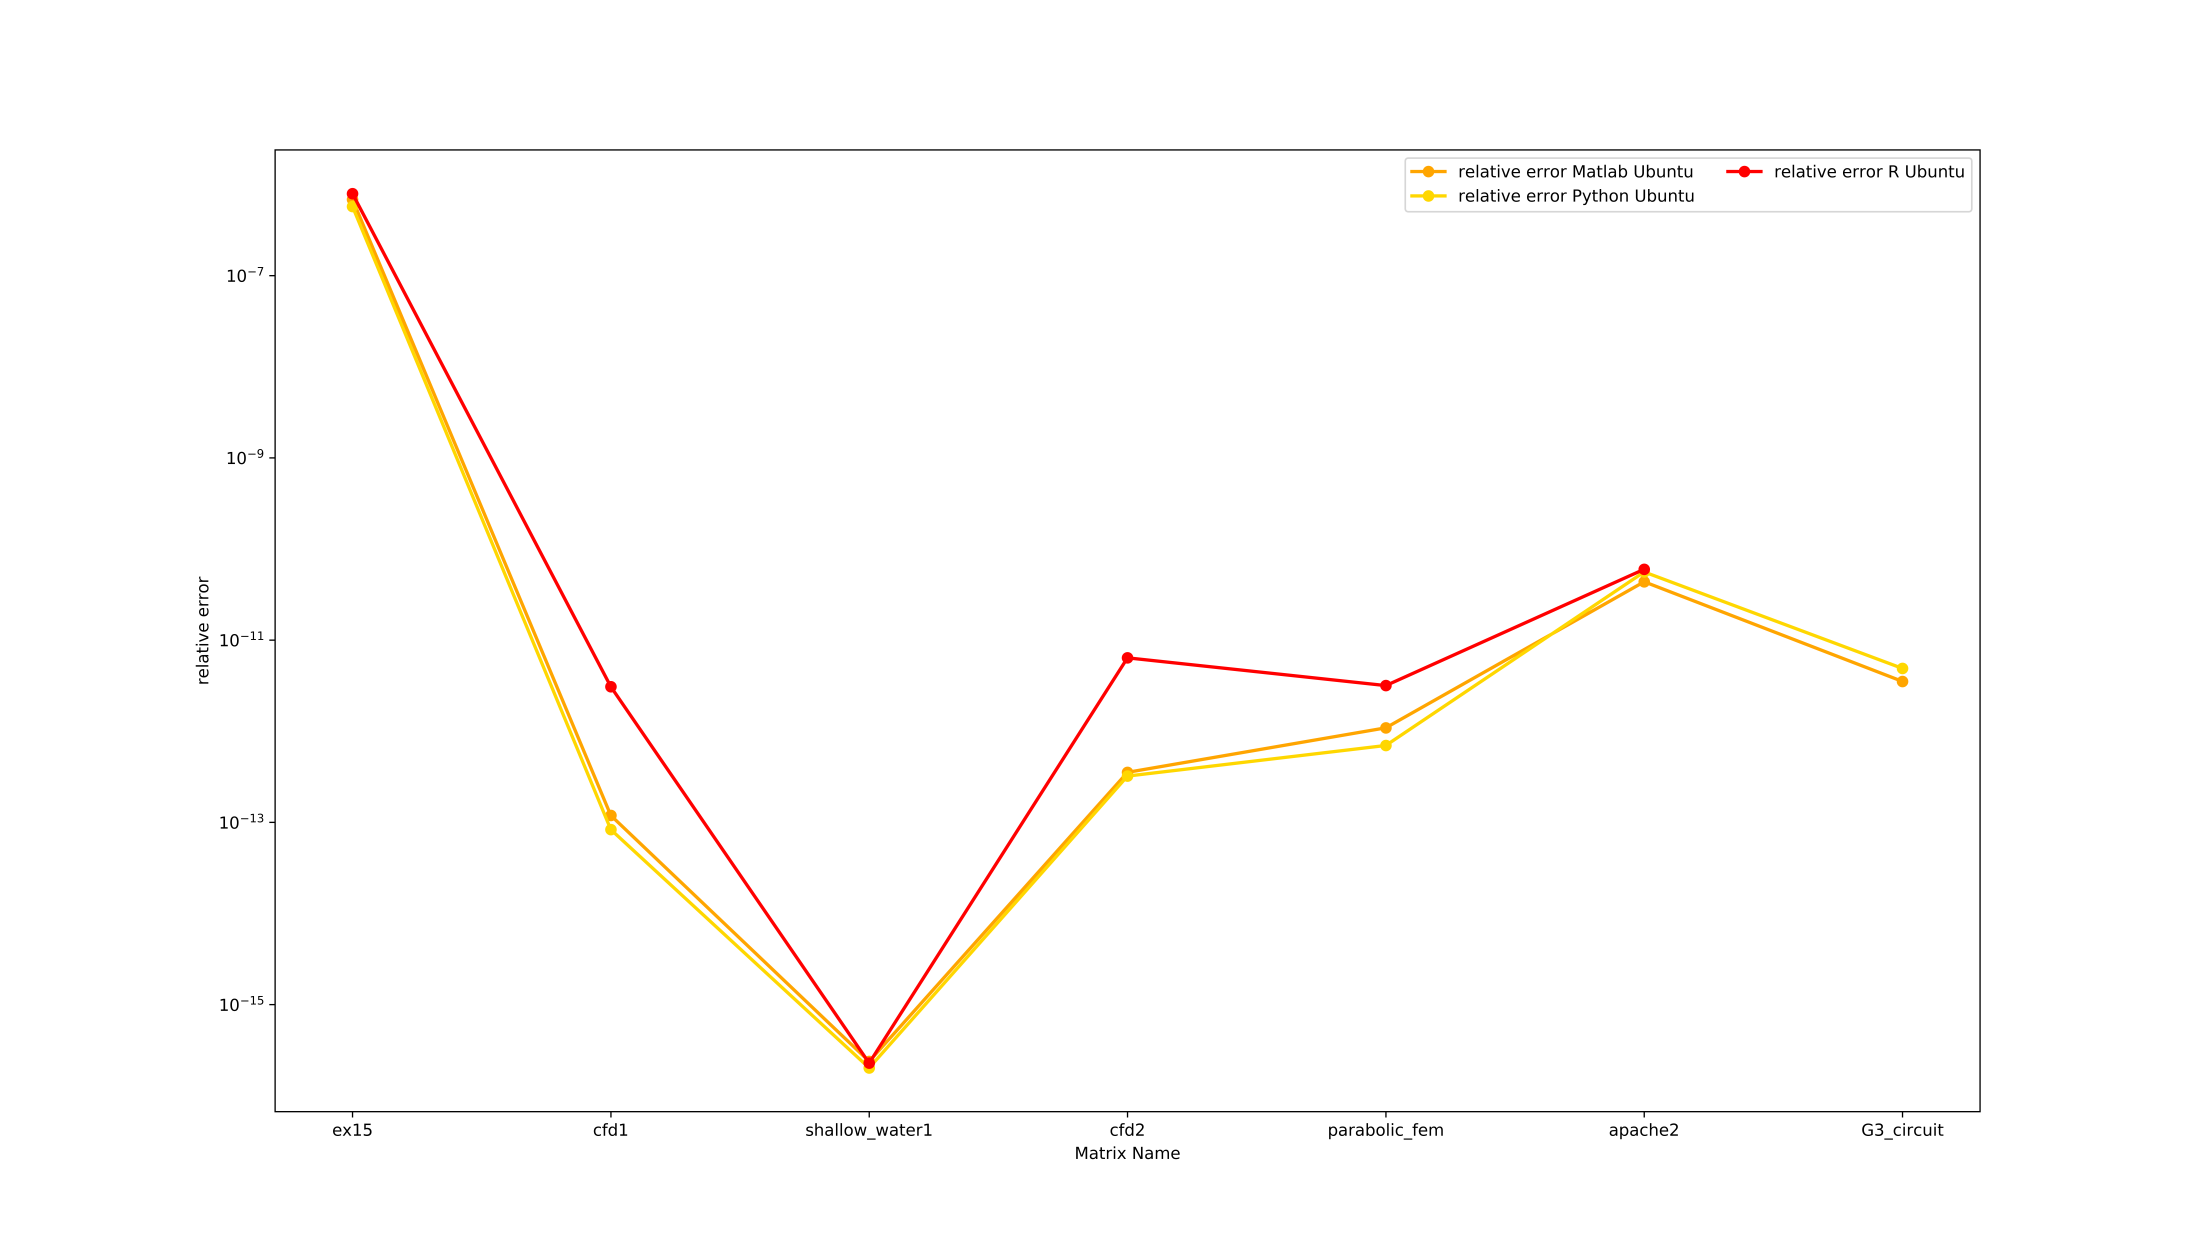 relative error Matlab Ubuntu
relative error Python Ubuntu
relative error R Ubuntu
10⁻⁷
10⁻⁹
10⁻¹¹
10⁻¹³
10⁻¹⁵
relative error
ex15 cfd1 shallow_water1 cfd2 parabolic_fem apache2 G3_circuit
Matrix Name